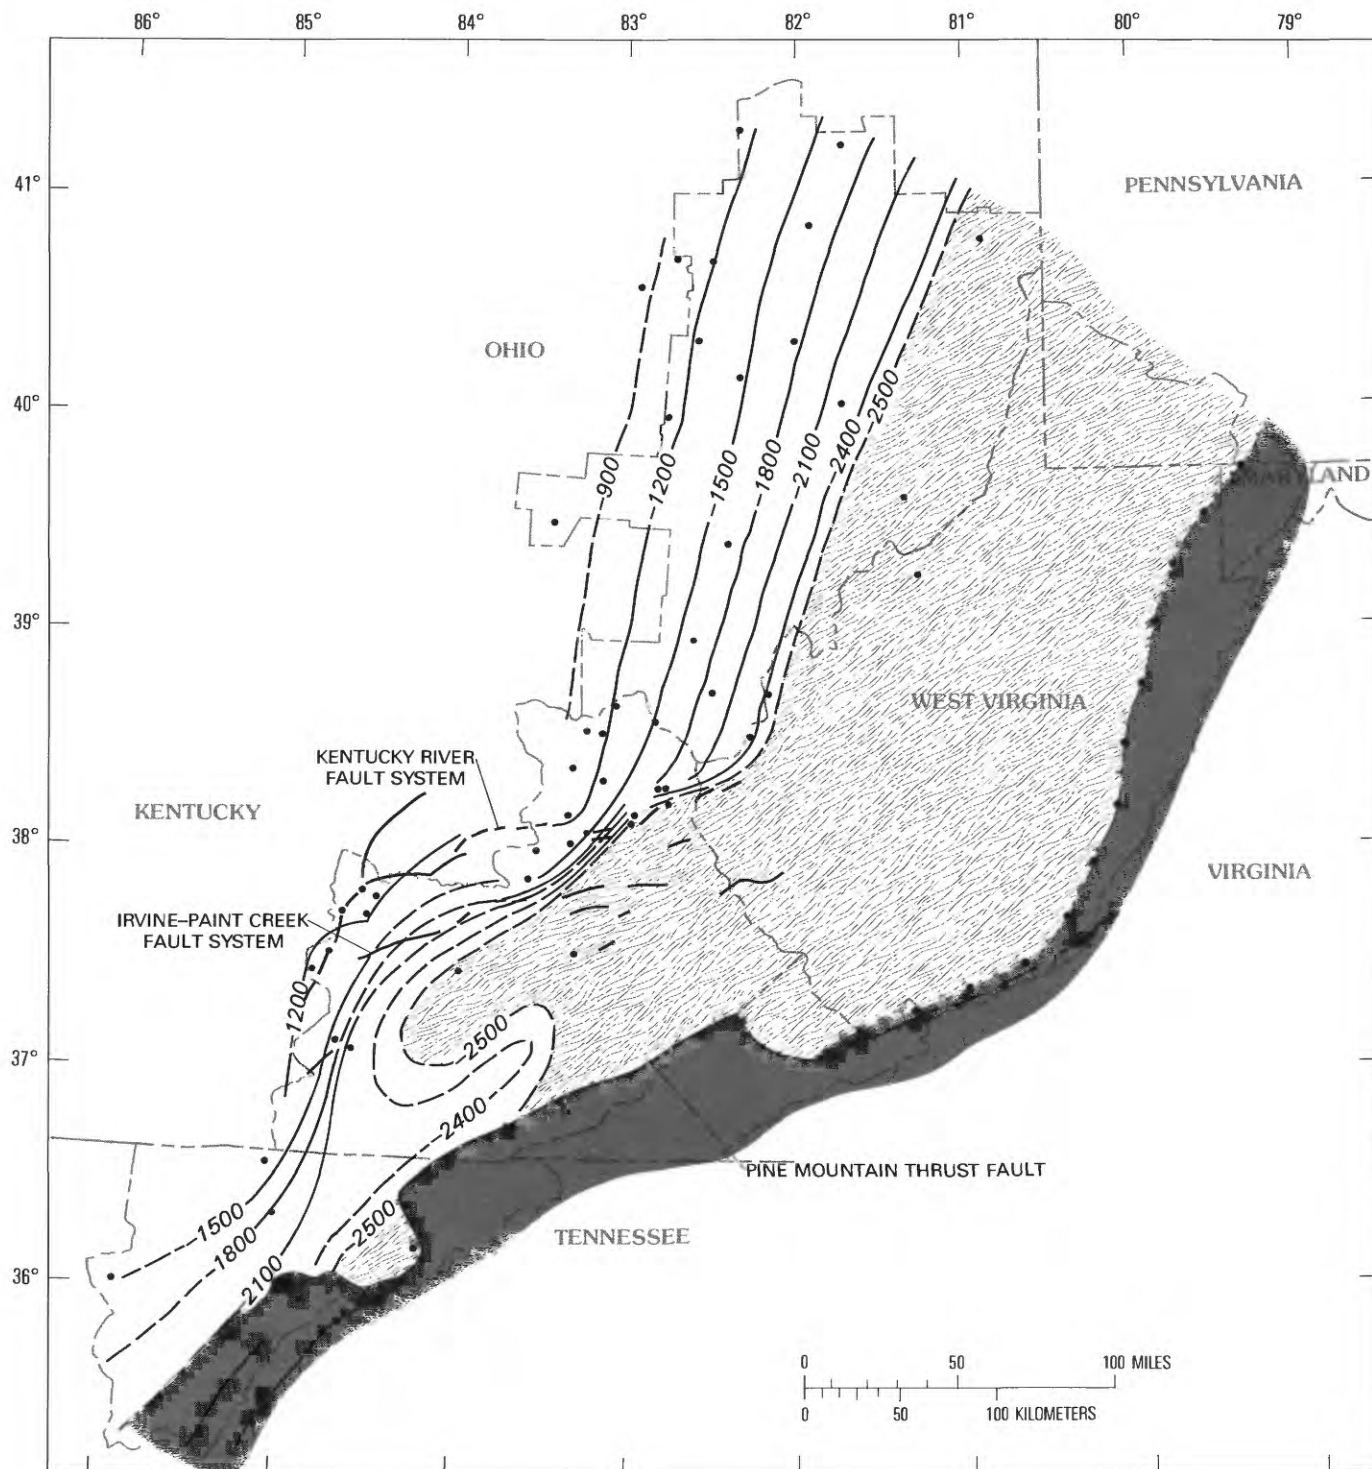 86° 85° 84° 83° 82° 81° 80° 79°
41°
PENNSYLVANIA
OHIO
40°
2500
2400
2100
1800
1500
1200
900
MARYLAND
39°
WEST VIRGINIA
KENTUCKY RIVER
FAULT SYSTEM
KENTUCKY
38°
VIRGINIA
IRVINE–PAINT CREEK
FAULT SYSTEM
1200
37°
2500
2400
PINE MOUNTAIN THRUST FAULT
1500
2500
TENNESSEE
1800
36°
2100
0 50 100 MILES
0 50 100 KILOMETERS